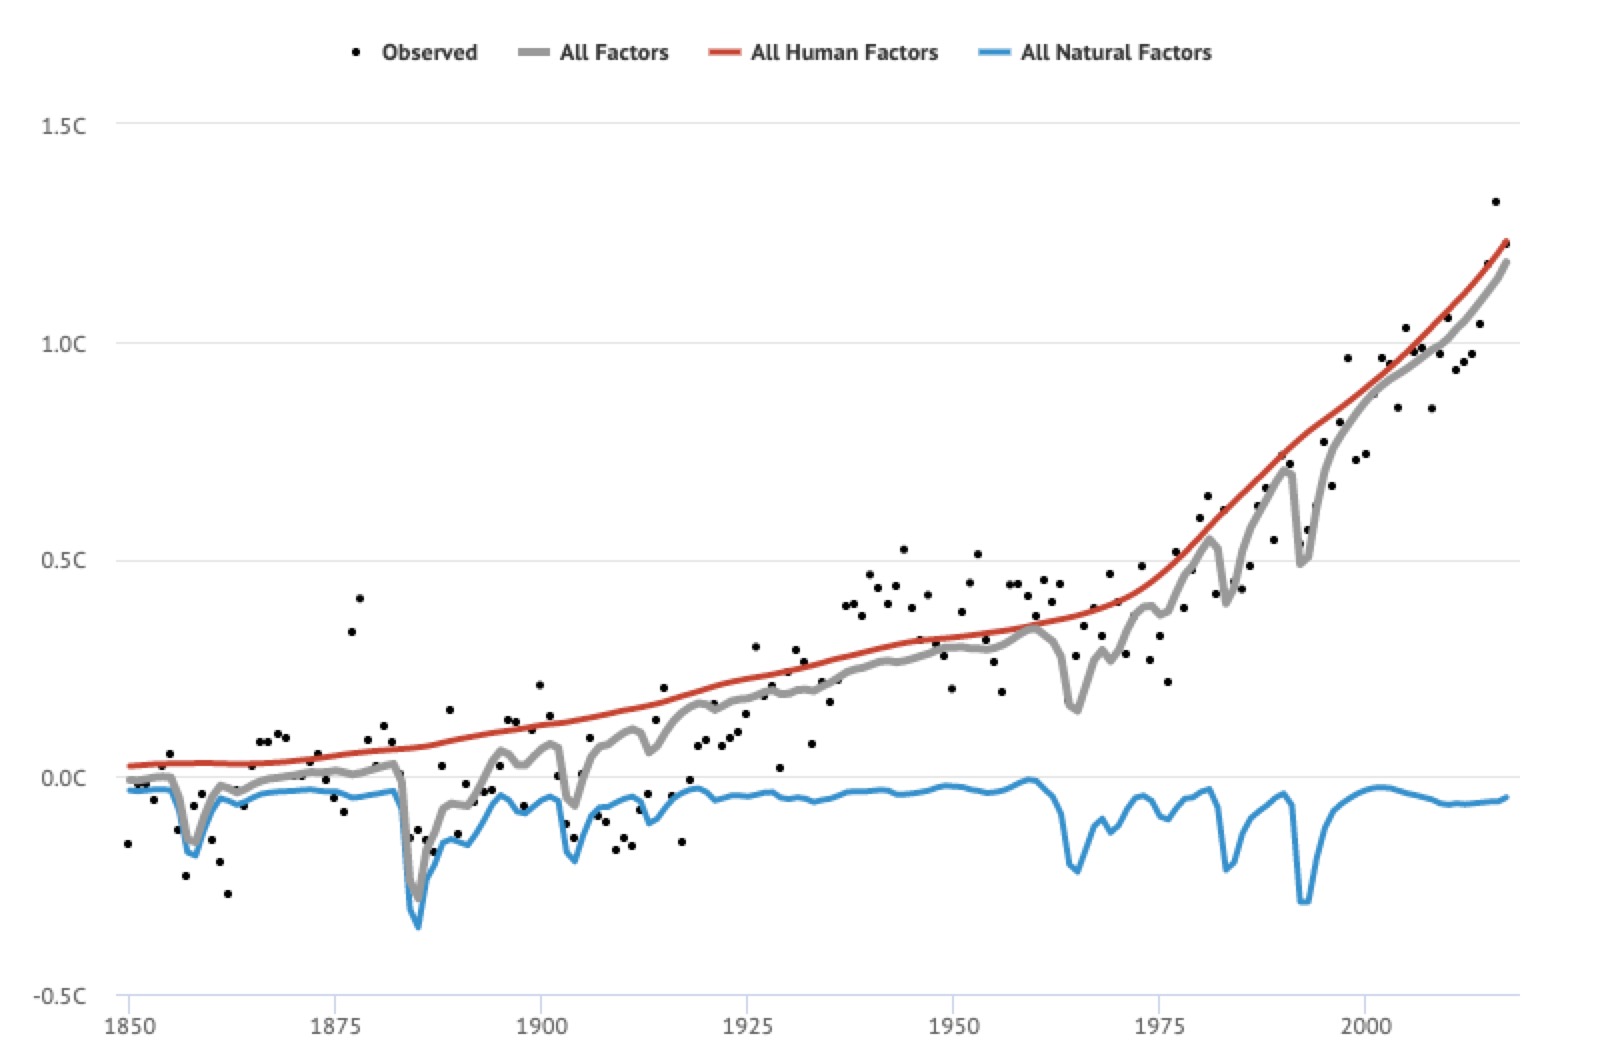 Observed All Factors All Human Factors All Natural Factors
1.5C
1.0C
0.5C
0.0C
-0.5C
1850 1875 1900 1925 1950 1975 2000